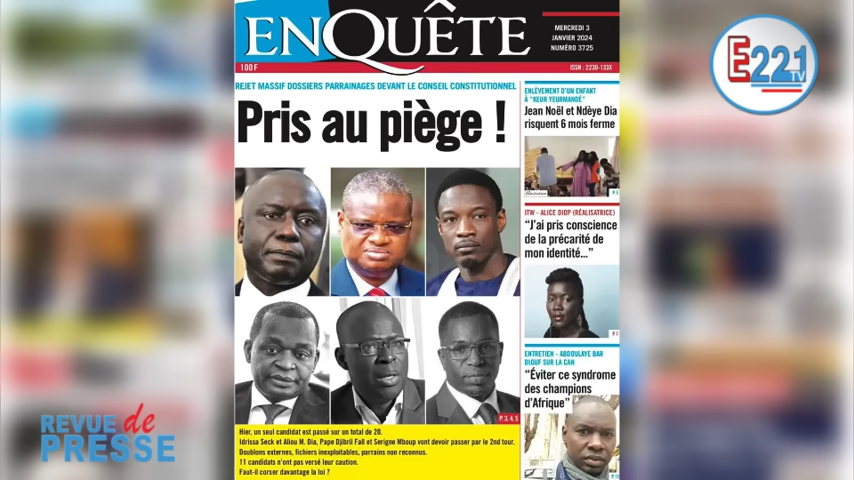 ENQUÊTE
MERCREDI 3
JANVIER 2024
NUMÉRO 3725
100 F
ISSN : 2230-133X
E221
TV
REJET MASSIF DOSSIERS PARRAINAGES DEVANT LE CONSEIL CONSTITUTIONNEL
Pris au piège !
P. 3, 4, 5
Hier, un seul candidat est passé sur un total de 20.
Idrissa Seck et Aliou M. Dia, Pape Djibril Fall et Serigne Mboup vont devoir passer par le 2nd tour.
Doublons externes, fichiers inexploitables, parrains non reconnus.
11 candidats n'ont pas versé leur caution.
Faut-il corser davantage la loi ?
ENLÈVEMENT D'UN ENFANT
À "KEUR YEURMANDÉ"
Jean Noël et Ndèye Dia
risquent 6 mois ferme
ITW - ALICE DIOP (RÉALISATRICE)
"J'ai pris conscience
de la précarité de
mon identité..."
P 7
ENTRETIEN - ABDOULAYE BAR
DIOUF SUR LA CAN
"Éviter ce syndrome
des champions
d'Afrique"
REVUE de
PRESSE